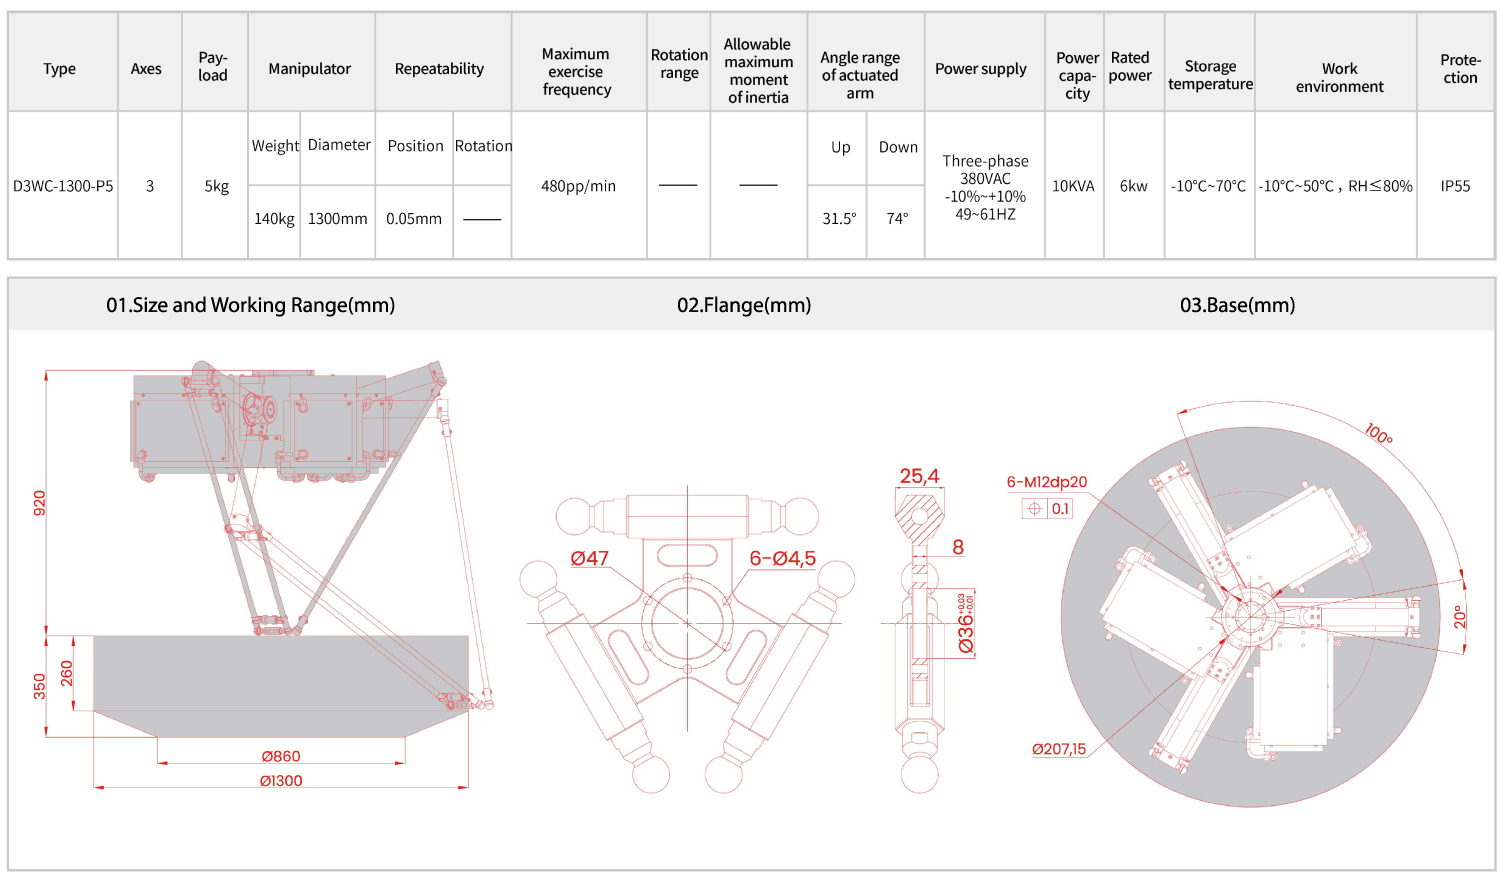 Type
Axes
Pay-
load
Manipulator
Repeatability
Maximum
exercise
frequency
Rotation
range
Allowable
maximum
moment
of inertia
Angle range
of actuated
arm
Power supply
Power
capa-
city
Rated
power
Storage
temperature
Work
environment
Prote-
ction
D3WC-1300-P5
3
5kg
Weight
Diameter
Position
Rotation
140kg
1300mm
0.05mm
——
480pp/min
——
——
Up
Down
31.5°
74°
Three-phase
380VAC
-10%~+10%
49~61HZ
10KVA
6kw
-10°C~70°C
-10°C~50°C , RH≤80%
IP55
01.Size and Working Range(mm)
02.Flange(mm)
03.Base(mm)
920
350
260
Ø860
Ø1300
Ø47
6-Ø4,5
25,4
8
Ø36 +0,03
+0,01
100°
6-M12dp20
0.1
20°
Ø207,15